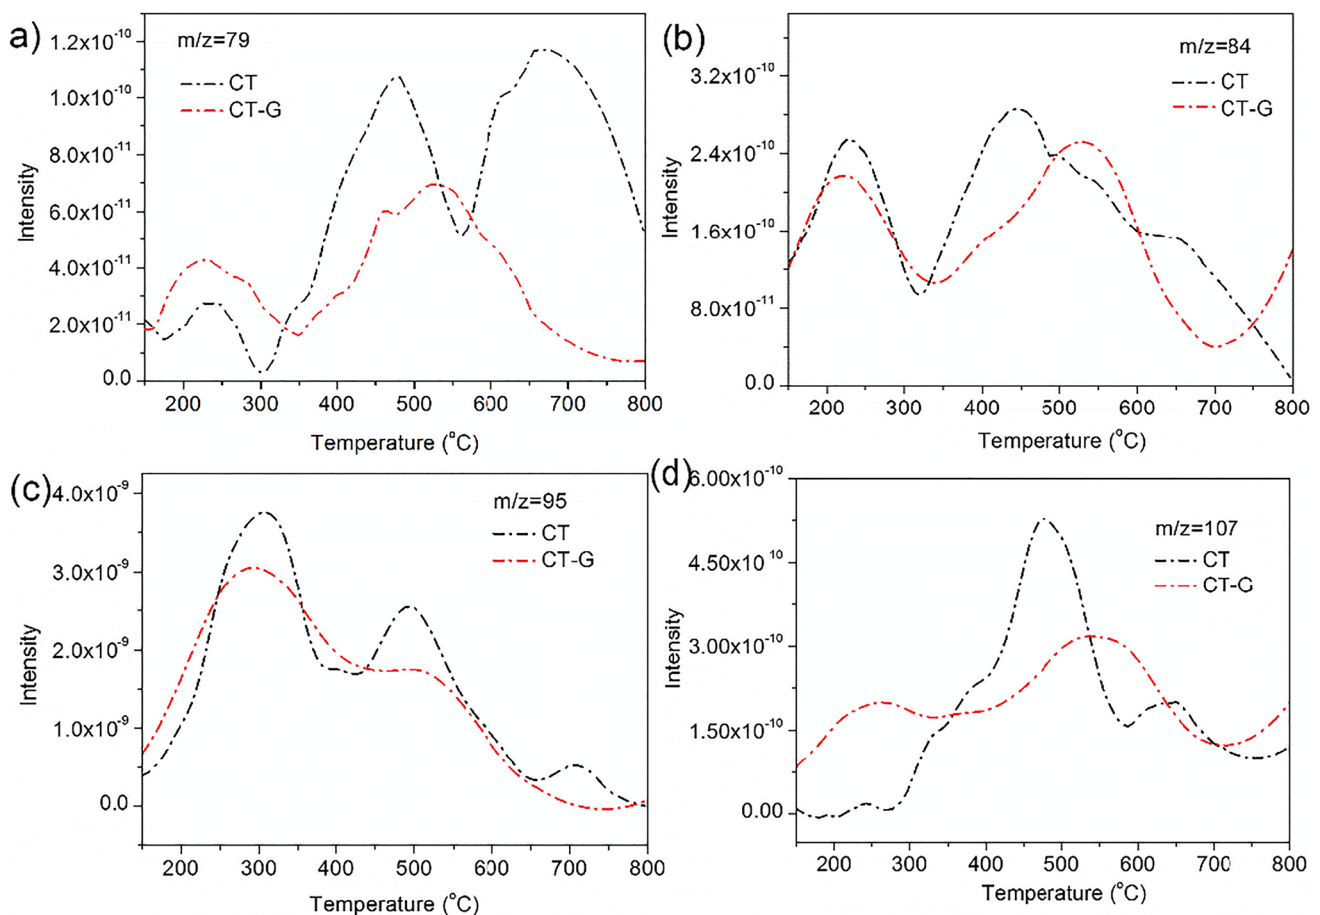 a)
m/z=79
CT
CT-G
1.2x10⁻¹⁰
1.0x10⁻¹⁰
8.0x10⁻¹¹
6.0x10⁻¹¹
4.0x10⁻¹¹
2.0x10⁻¹¹
0.0
Intensity
200 300 400 500 600 700 800
Temperature (°C)
(b)
m/z=84
CT
CT-G
3.2x10⁻¹⁰
2.4x10⁻¹⁰
1.6x10⁻¹⁰
8.0x10⁻¹¹
0.0
Intensity
200 300 400 500 600 700 800
Temperature (°C)
(c)
m/z=95
CT
CT-G
4.0x10⁻⁹
3.0x10⁻⁹
2.0x10⁻⁹
1.0x10⁻⁹
0.0
Intensity
200 300 400 500 600 700 800
Temperature (°C)
(d)
m/z=107
CT
CT-G
6.00x10⁻¹⁰
4.50x10⁻¹⁰
3.00x10⁻¹⁰
1.50x10⁻¹⁰
0.00
Intensity
200 300 400 500 600 700 800
Temperature (°C)